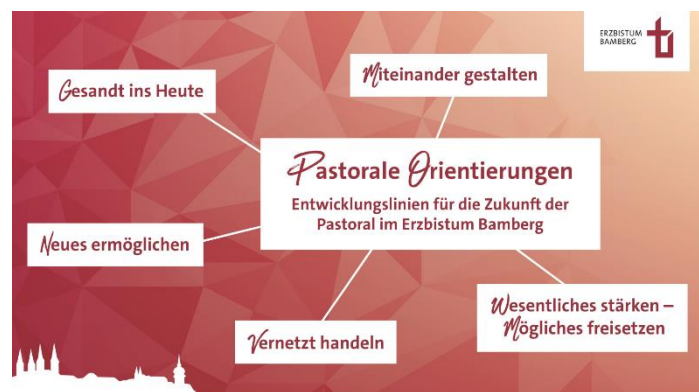 ERZBISTUM
BAMBERG
Miteinander gestalten
Gesandt ins Heute
Pastorale Orientierungen
Entwicklungslinien für die Zukunft der
Pastoral im Erzbistum Bamberg
Neues ermöglichen
Wesentliches stärken –
Mögliches freisetzen
Vernetzt handeln